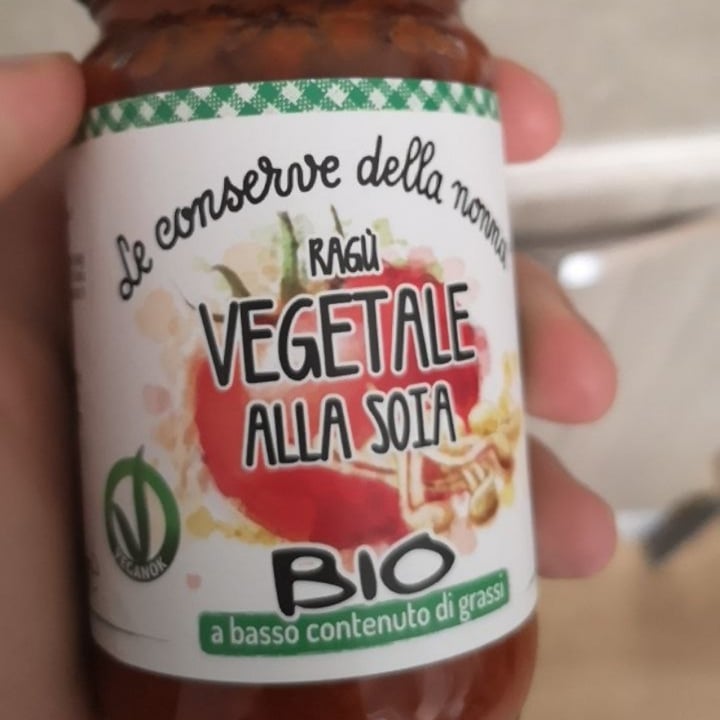 Le conserve della nonna
RAGÙ
VEGETALE
ALLA SOIA
VEGANOK
BIO
a basso contenuto di grassi